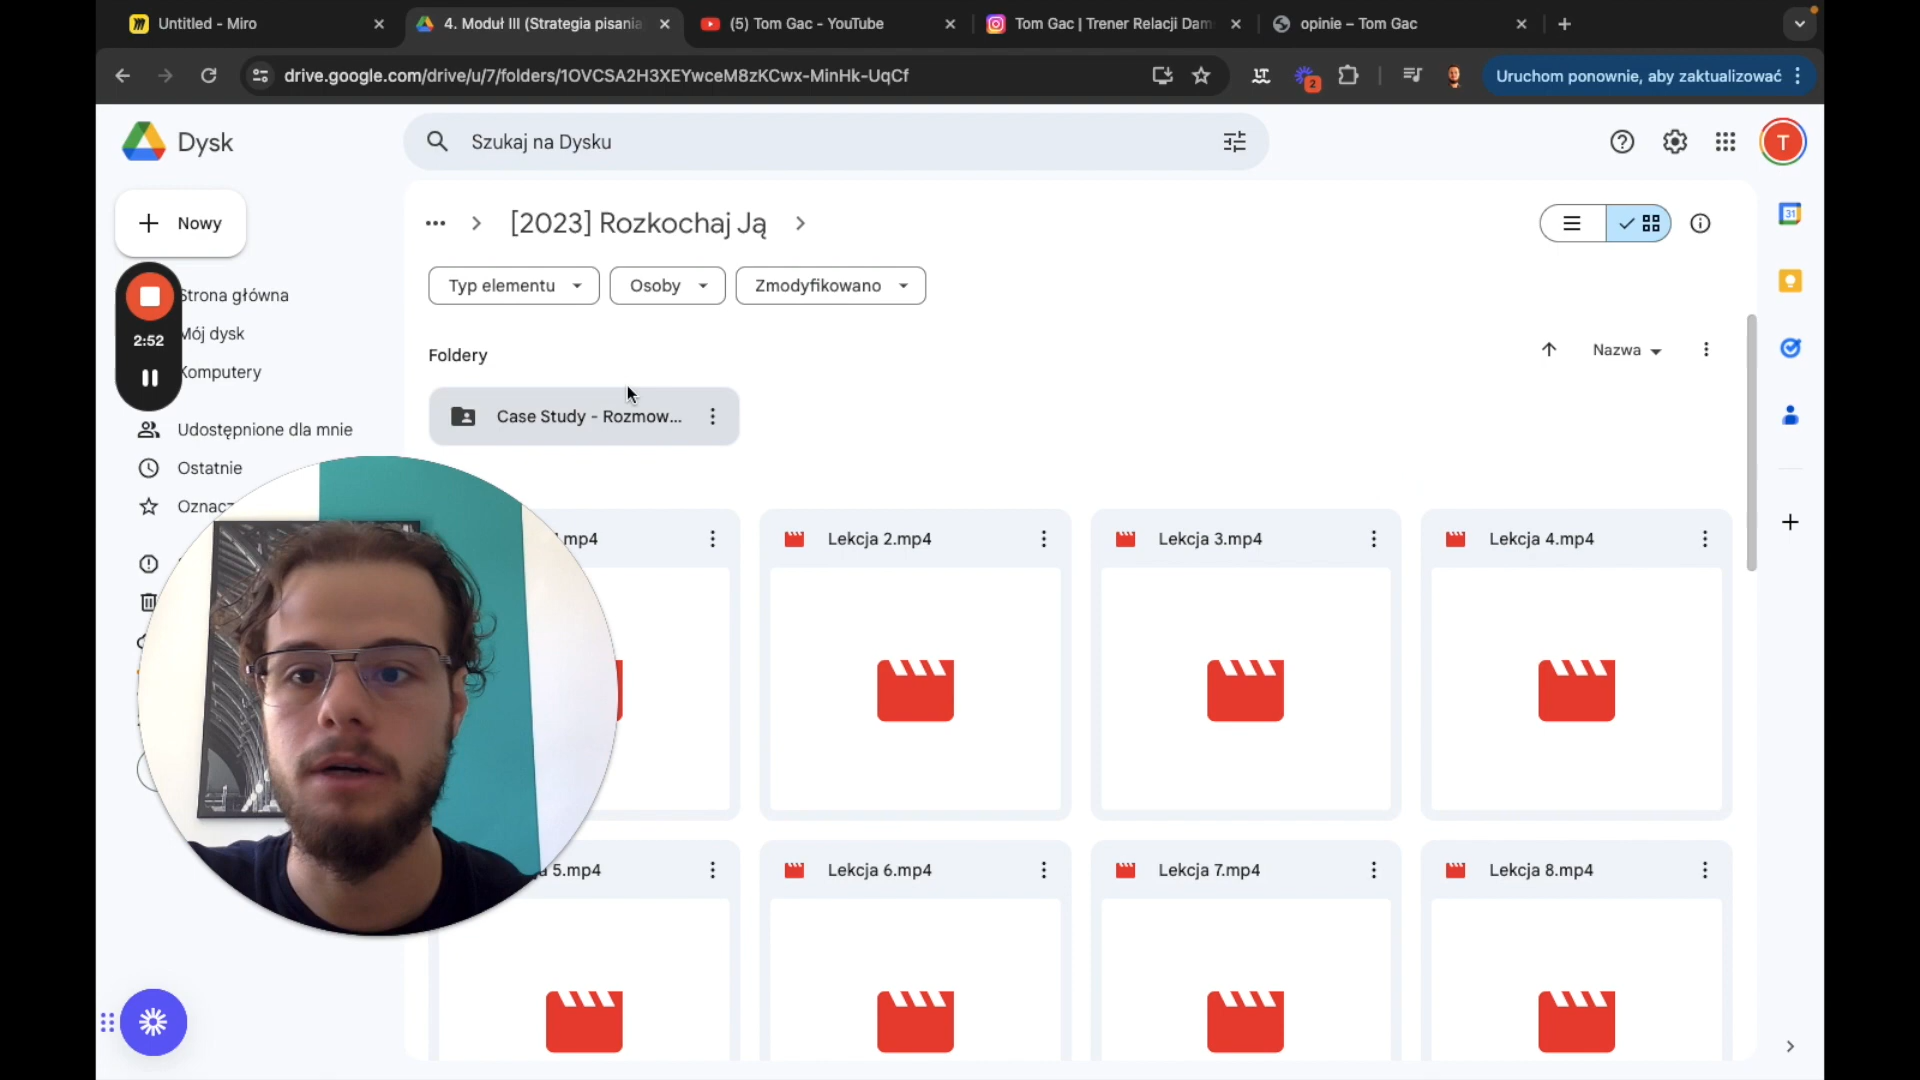 Untitled - Miro
4. Moduł III (Strategia pisania
(5) Tom Gac - YouTube
Tom Gac | Trener Relacji Dam
opinie – Tom Gac
drive.google.com/drive/u/7/folders/1OVCSA2H3XEYwceM8zKCwx-MinHk-UqCf
2
Uruchom ponownie, aby zaktualizować
Dysk
Szukaj na Dysku
T
Nowy
[2023] Rozkochaj Ją
31
Typ elementu
Osoby
Zmodyfikowano
Strona główna
2:52
Mój dysk
Komputery
Foldery
Nazwa
Case Study - Rozmow...
Udostępnione dla mnie
Ostatnie
Oznacz
.mp4
Lekcja 2.mp4
Lekcja 3.mp4
Lekcja 4.mp4
5.mp4
Lekcja 6.mp4
Lekcja 7.mp4
Lekcja 8.mp4